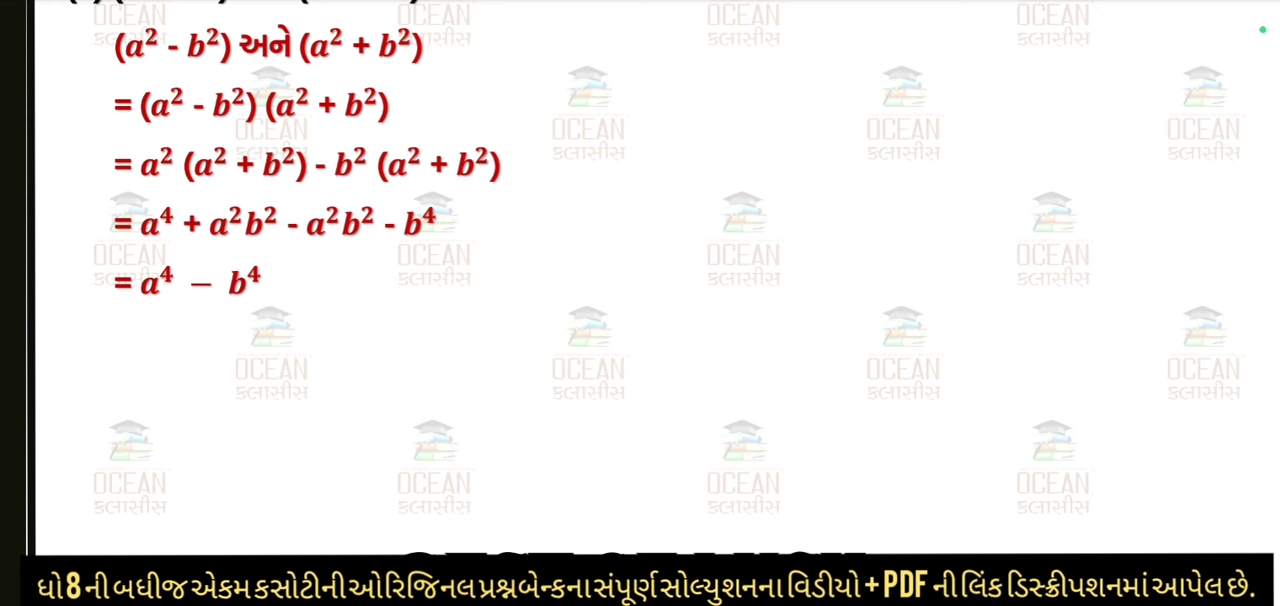 (a² - b²) અને (a² + b²)
= (a² - b²) (a² + b²)
= a² (a² + b²) - b² (a² + b²)
= a⁴ + a²b² - a²b² - b⁴
= a⁴ − b⁴
OCEAN
ક્લાસીસ
ધો 8 ની બધીજ એકમ કસોટીની ઓરિજિનલ પ્રશ્નબેન્કના સંપૂર્ણ સોલ્યુશનના વિડીયો + PDF ની લિંક ડિસ્ક્રીપશનમાં આપેલ છે.